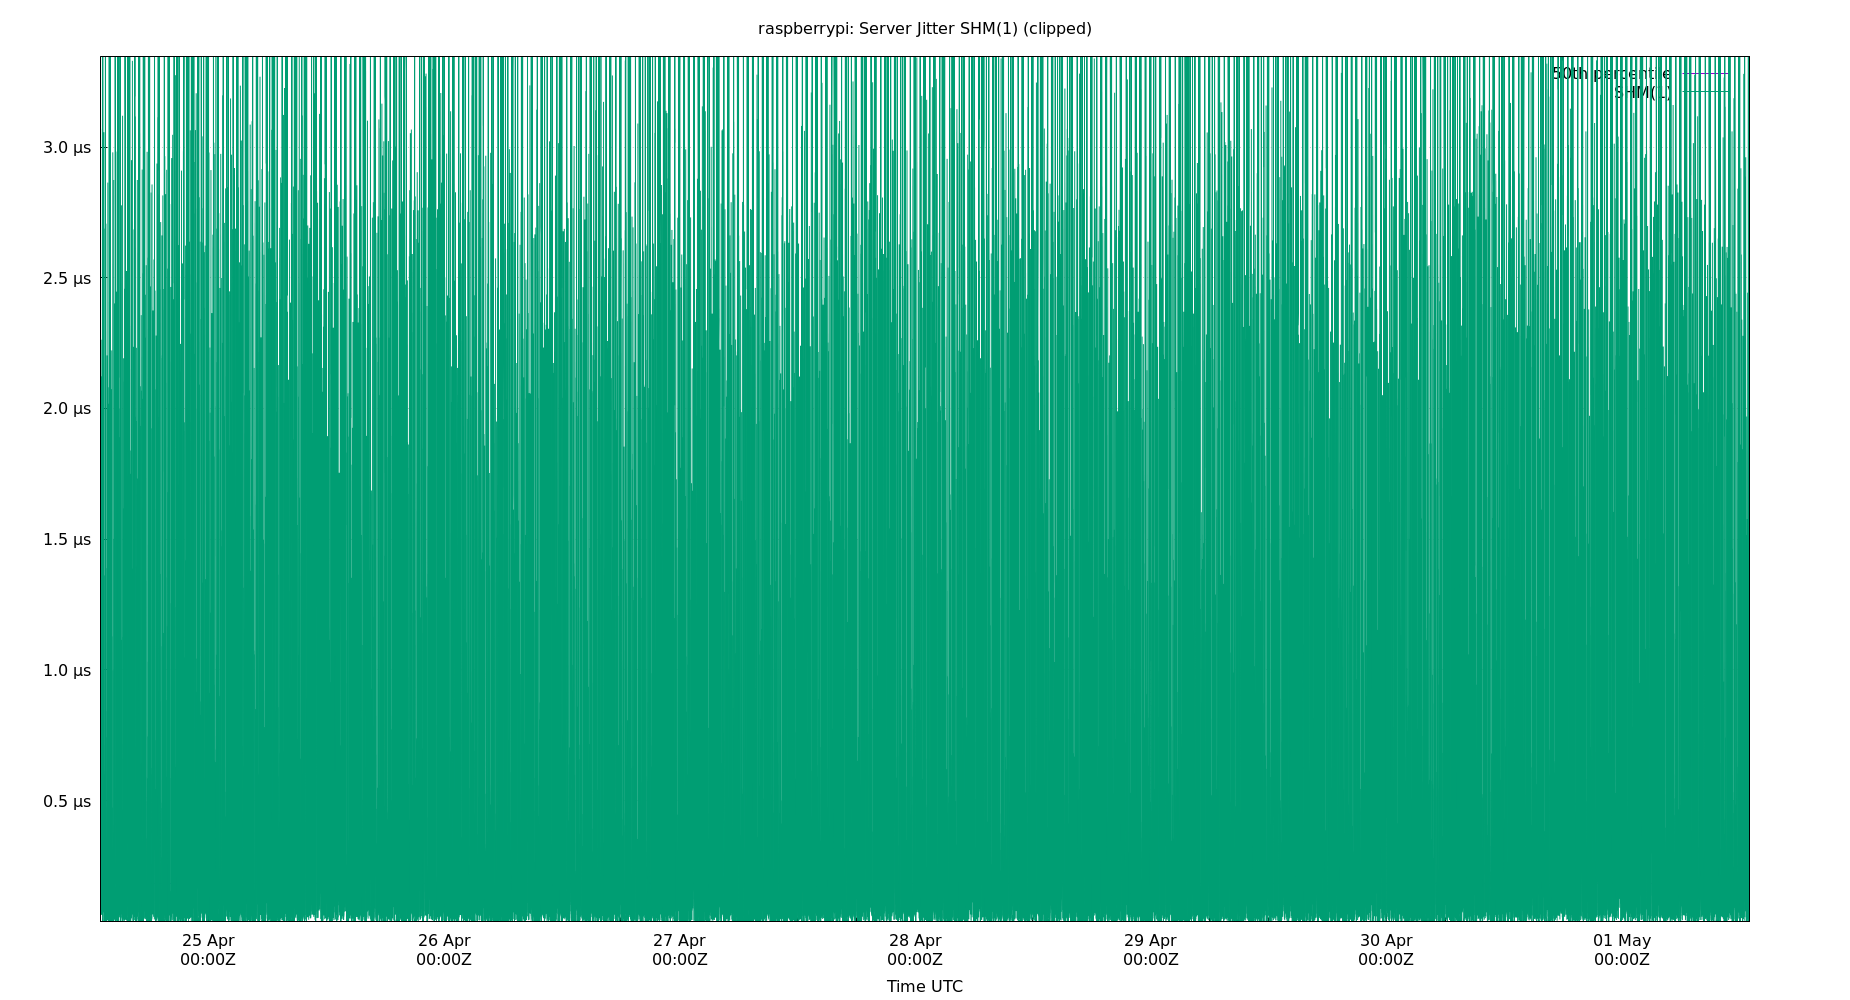 raspberrypi: Server Jitter SHM(1) (clipped)
50th percentile
SHM(1)
3.0 µs
2.5 µs
2.0 µs
1.5 µs
1.0 µs
0.5 µs
25 Apr 26 Apr 27 Apr 28 Apr 29 Apr 30 Apr 01 May
00:00Z 00:00Z 00:00Z 00:00Z 00:00Z 00:00Z 00:00Z
Time UTC